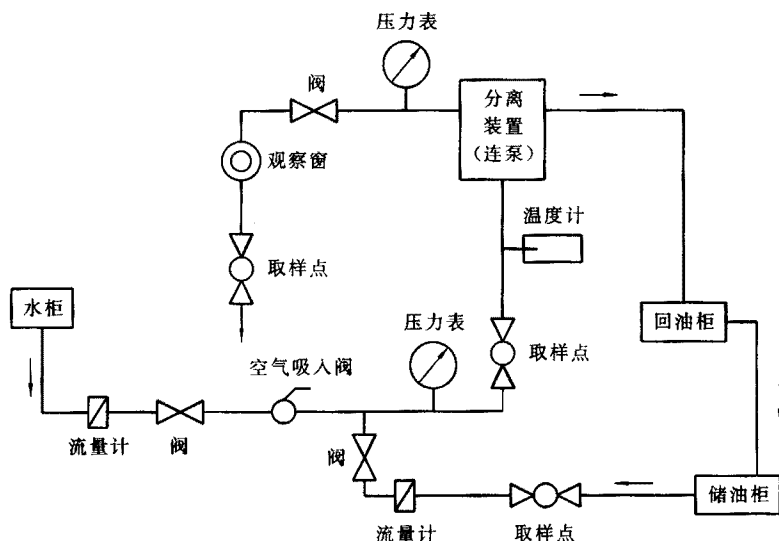 压力表
阀
分离
装置
(连泵)
观察窗
温度计
取样点
水柜
压力表
回油柜
空气吸入阀
取样点
流量计
阀
阀
储油柜
流量计
取样点